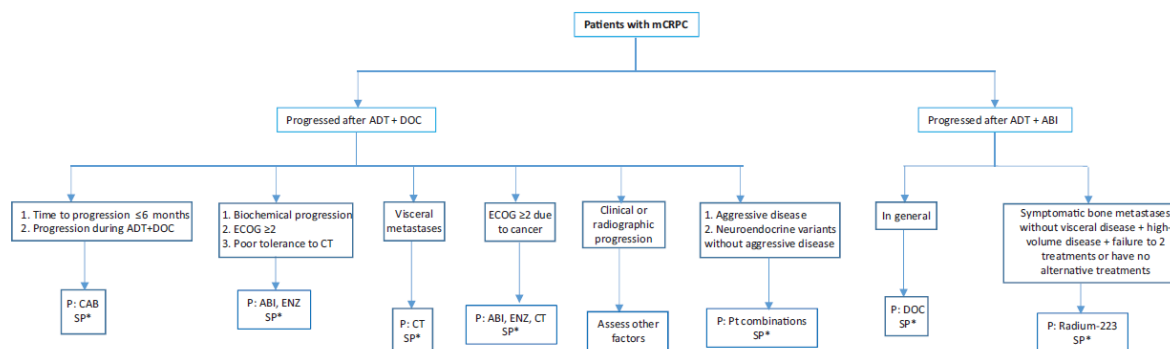 Patients with mCRPC
Progressed after ADT + DOC
Progressed after ADT + ABI
1. Time to progression ≤6 months
2. Progression during ADT+DOC
1. Biochemical progression
2. ECOG ≥2
3. Poor tolerance to CT
Visceral
metastases
ECOG ≥2 due
to cancer
Clinical or
radiographic
progression
1. Aggressive disease
2. Neuroendocrine variants
without aggressive disease
In general
Symptomatic bone metastases
without visceral disease + high-
volume disease + failure to 2
treatments or have no
alternative treatments
P: CAB
SP*
P: ABI, ENZ
SP*
P: CT
SP*
P: ABI, ENZ, CT
SP*
Assess other
factors
P: Pt combinations
SP*
P: DOC
SP*
P: Radium-223
SP*